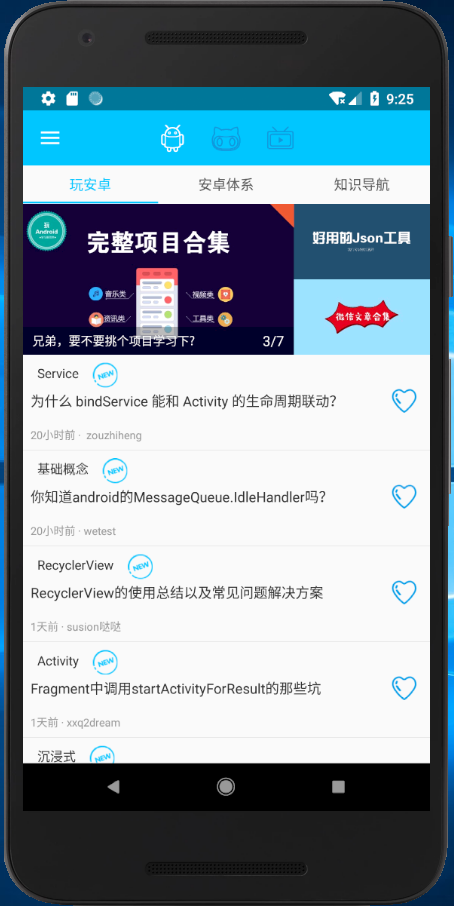 9:25
玩安卓
安卓体系
知识导航
玩
Android
完整项目合集
音乐类
视频类
资讯类
工具类
兄弟，要不要挑个项目学习下?
3/7
好用的Json工具
微信文章合集
Service
NEW
为什么 bindService 能和 Activity 的生命周期联动?
20小时前 · zouzhiheng
基础概念
NEW
你知道android的MessageQueue.IdleHandler吗?
20小时前 · wetest
RecyclerView
NEW
RecyclerView的使用总结以及常见问题解决方案
1天前 · susion哒哒
Activity
NEW
Fragment中调用startActivityForResult的那些坑
1天前 · xxq2dream
沉浸式
NEW